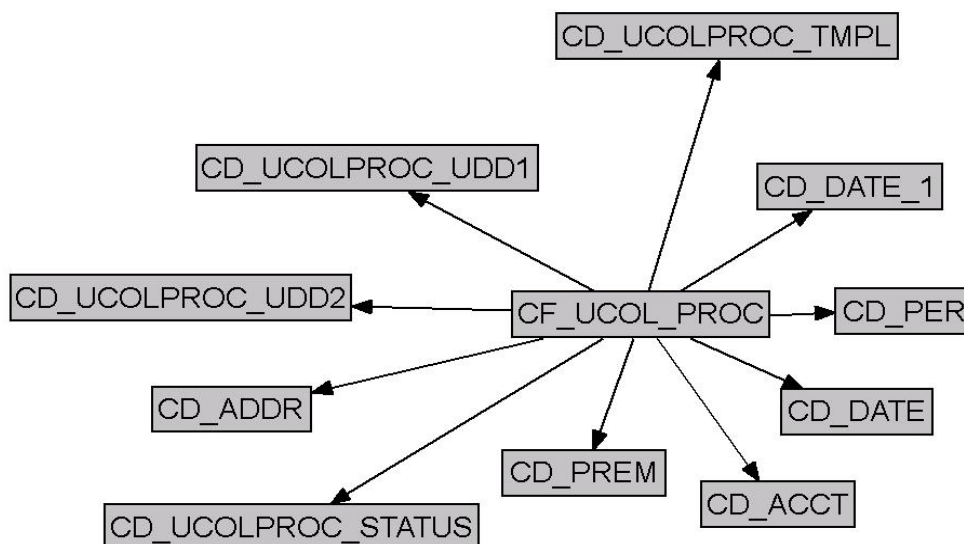 CD_UCOLPROC_TMPL
CD_UCOLPROC_UDD1
CD_DATE_1
CD_UCOLPROC_UDD2
CF_UCOL_PROC
CD_PER
CD_ADDR
CD_DATE
CD_PREM
CD_ACCT
CD_UCOLPROC_STATUS